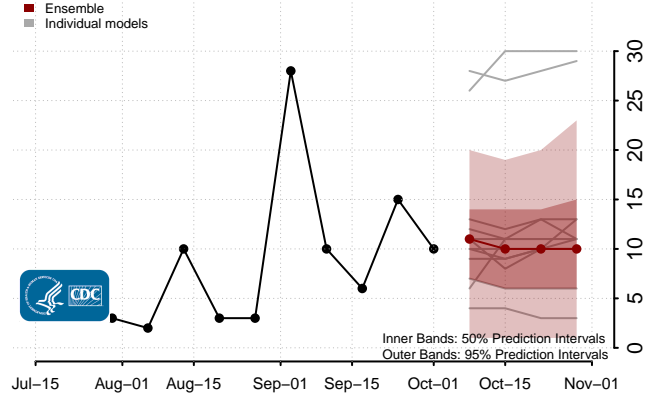 Ensemble
Individual models
30
25
20
15
10
5
0
CDC
Inner Bands: 50% Prediction Intervals
Outer Bands: 95% Prediction Intervals
Jul–15 Aug–01 Aug–15 Sep–01 Sep–15 Oct–01 Oct–15 Nov–01